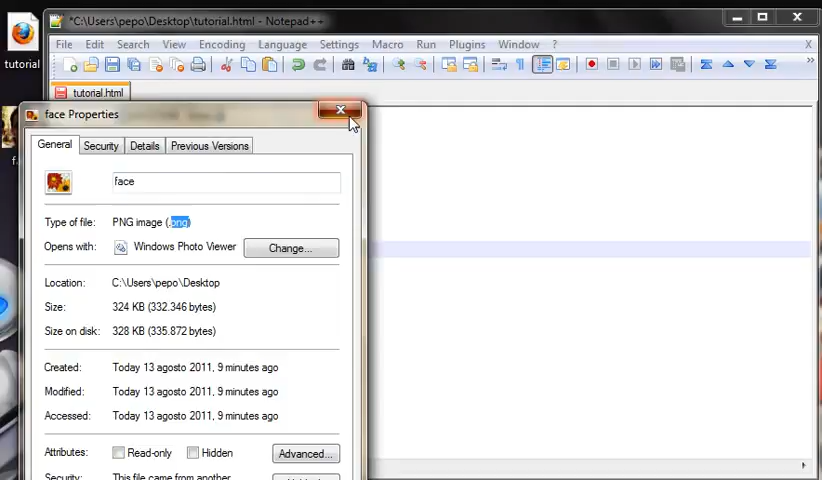 *C:\Users\pepo\Desktop\tutorial.html - Notepad++
tutorial
File Edit Search View Encoding Language Settings Macro Run Plugins Window ? X
tutorial.html
face Properties
General Security Details Previous Versions
face
Type of file: PNG image (.png)
Opens with: Windows Photo Viewer Change...
Location: C:\Users\pepo\Desktop
Size: 324 KB (332.346 bytes)
Size on disk: 328 KB (335.872 bytes)
Created: Today 13 agosto 2011, 9 minutes ago
Modified: Today 13 agosto 2011, 9 minutes ago
Accessed: Today 13 agosto 2011, 9 minutes ago
Attributes: Read-only Hidden Advanced...
Security: This file came from another